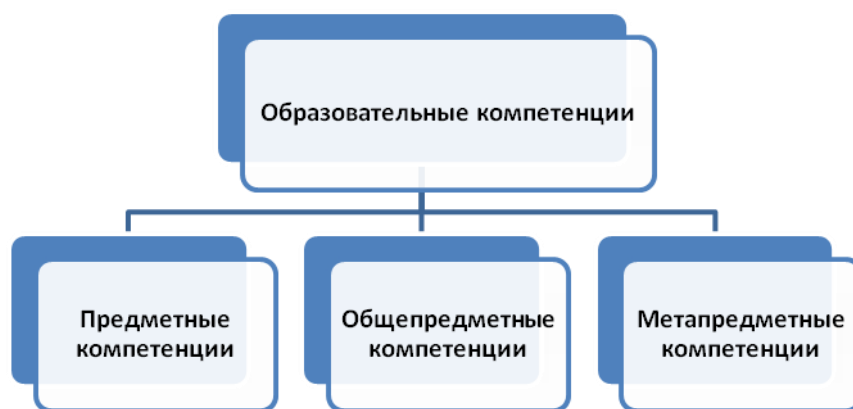 Образовательные компетенции
Предметные
компетенции
Общепредметные
компетенции
Метапредметные
компетенции